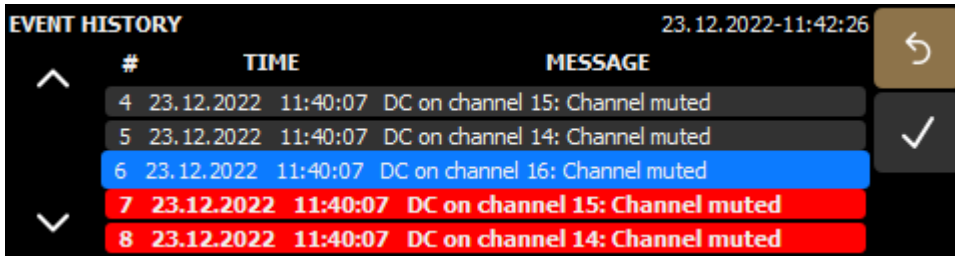 EVENT HISTORY 23.12.2022-11:42:26
# TIME MESSAGE
4 23.12.2022 11:40:07 DC on channel 15: Channel muted
5 23.12.2022 11:40:07 DC on channel 14: Channel muted
6 23.12.2022 11:40:07 DC on channel 16: Channel muted
7 23.12.2022 11:40:07 DC on channel 15: Channel muted
8 23.12.2022 11:40:07 DC on channel 14: Channel muted